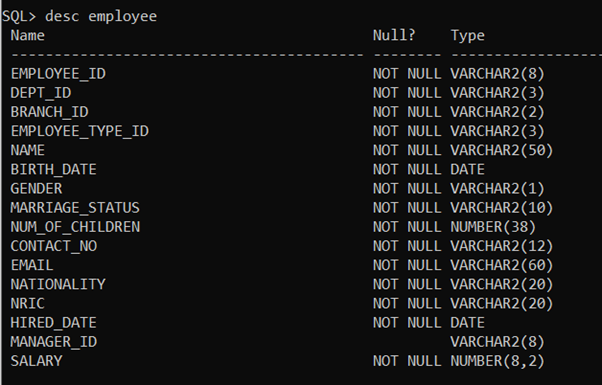 SQL> desc employee
Name Null? Type
----------------------------------------- -------- ------------------
EMPLOYEE_ID NOT NULL VARCHAR2(8)
DEPT_ID NOT NULL VARCHAR2(3)
BRANCH_ID NOT NULL VARCHAR2(2)
EMPLOYEE_TYPE_ID NOT NULL VARCHAR2(3)
NAME NOT NULL VARCHAR2(50)
BIRTH_DATE NOT NULL DATE
GENDER NOT NULL VARCHAR2(1)
MARRIAGE_STATUS NOT NULL VARCHAR2(10)
NUM_OF_CHILDREN NOT NULL NUMBER(38)
CONTACT_NO NOT NULL VARCHAR2(12)
EMAIL NOT NULL VARCHAR2(60)
NATIONALITY NOT NULL VARCHAR2(20)
NRIC NOT NULL VARCHAR2(20)
HIRED_DATE NOT NULL DATE
MANAGER_ID VARCHAR2(8)
SALARY NOT NULL NUMBER(8,2)